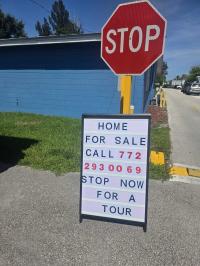 STOP
HOME
FOR SALE
CALL 772
2930069
STOP NOW
FOR A
TOUR